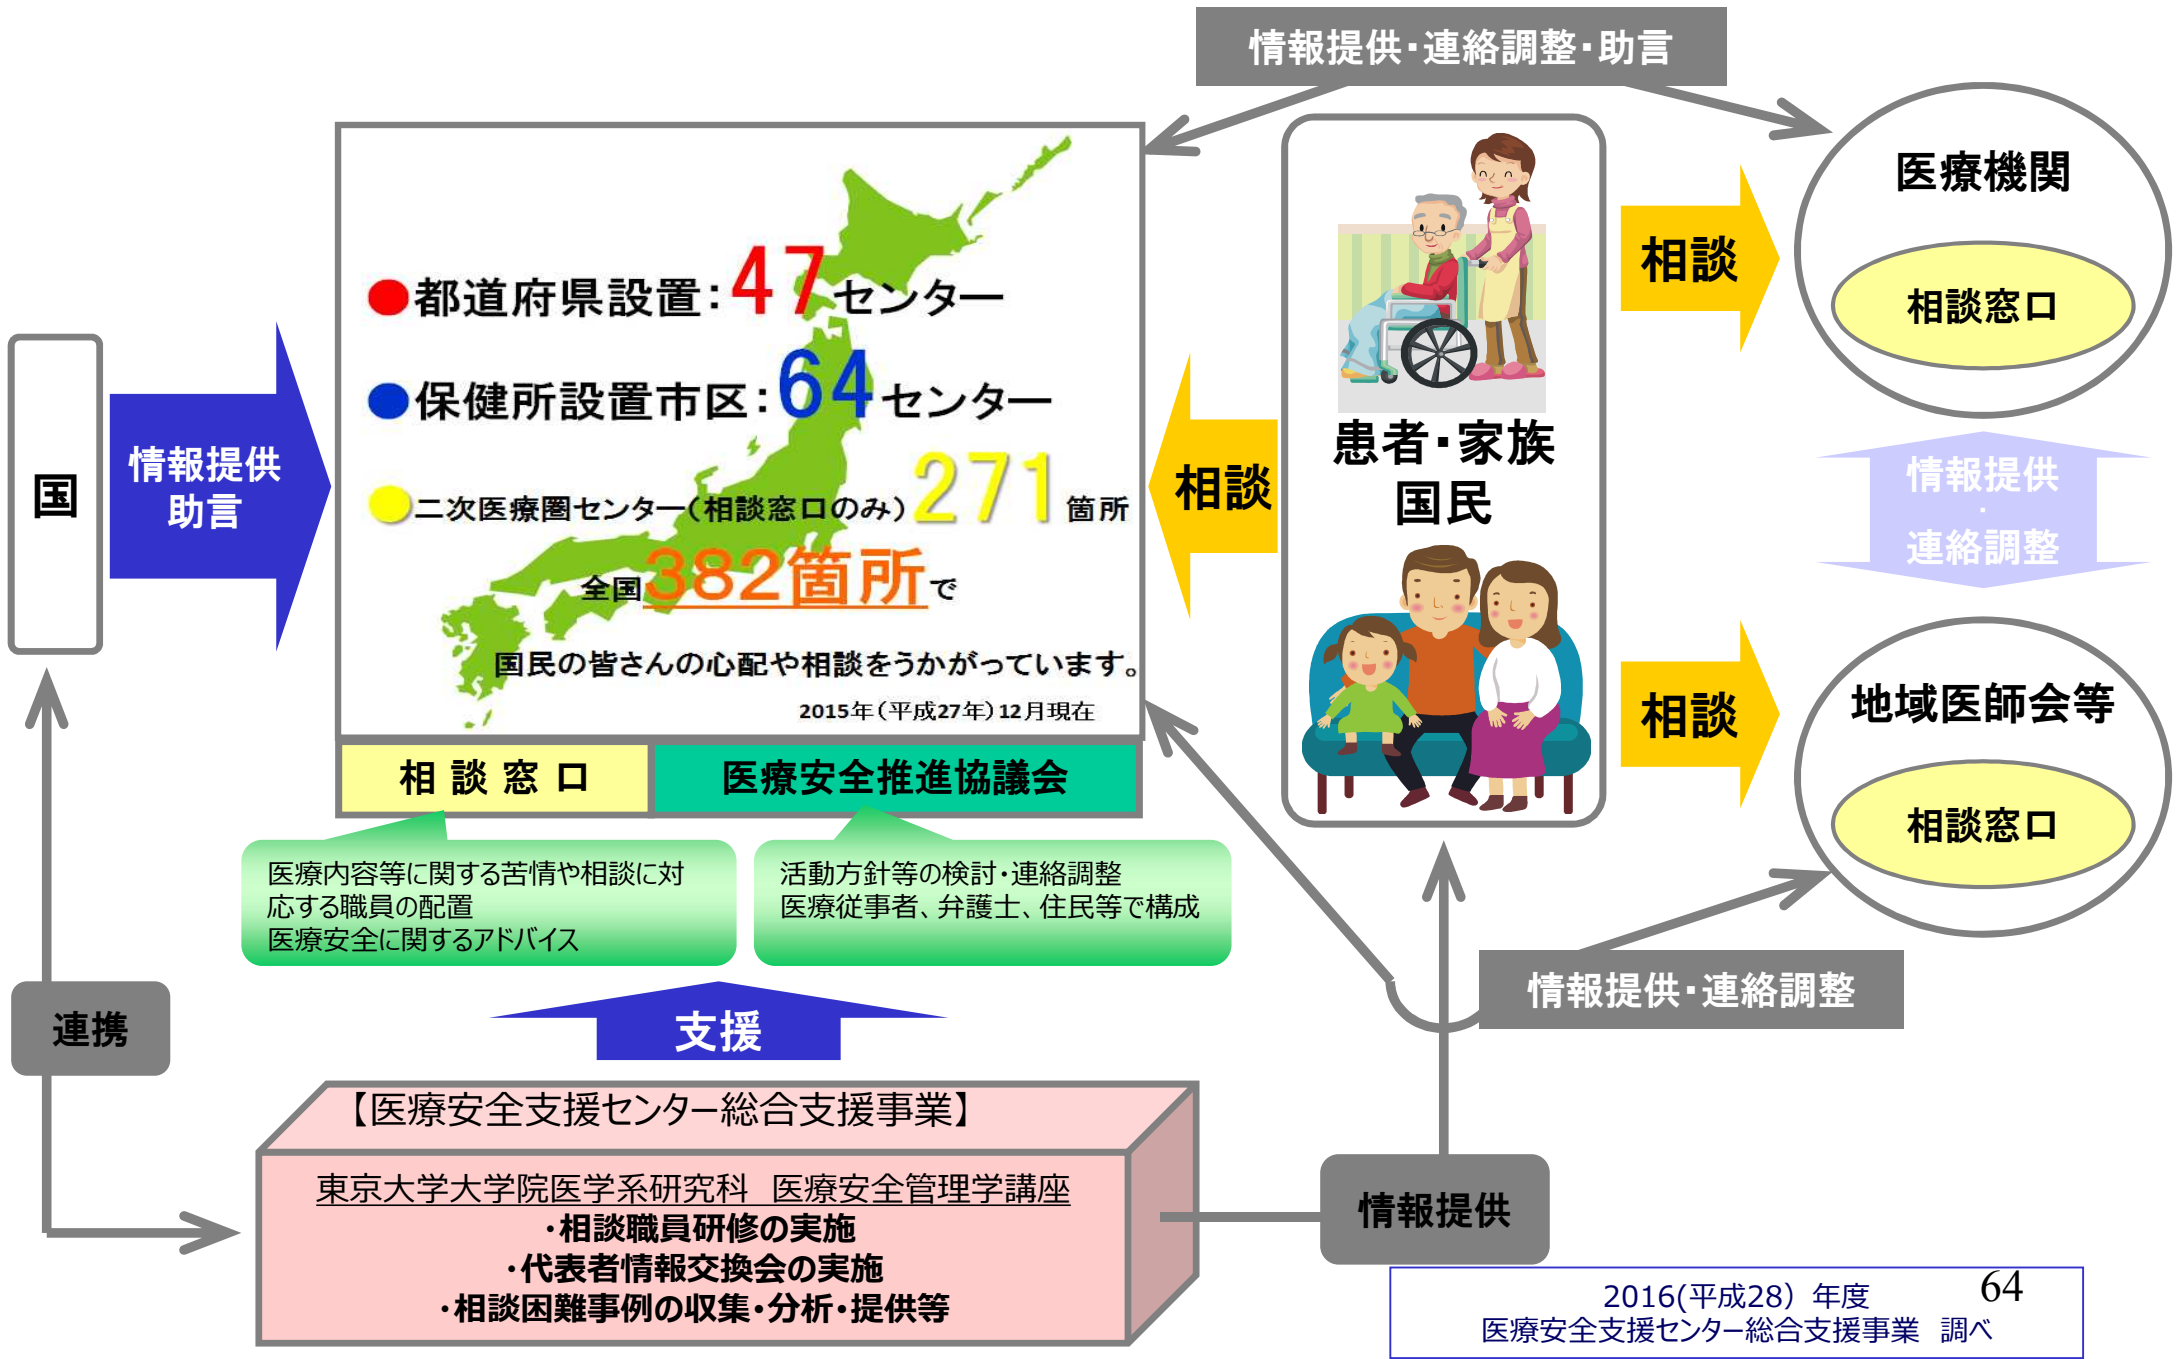 情報提供・連絡調整・助言
●都道府県設置：47センター
●保健所設置市区：64センター
●二次医療圏センター（相談窓口のみ）271箇所
全国382箇所で
国民の皆さんの心配や相談をうかがっています。
2015年（平成27年）12月現在
国
情報提供
助言
相談
患者・家族
国民
相談
医療機関
相談窓口
情報提供
・
連絡調整
相談
地域医師会等
相談窓口
相談窓口
医療安全推進協議会
医療内容等に関する苦情や相談に対
応する職員の配置
医療安全に関するアドバイス
活動方針等の検討・連絡調整
医療従事者、弁護士、住民等で構成
情報提供・連絡調整
連携
支援
【医療安全支援センター総合支援事業】
東京大学大学院医学系研究科　医療安全管理学講座
・相談職員研修の実施
・代表者情報交換会の実施
・相談困難事例の収集・分析・提供等
情報提供
2016(平成28）年度
医療安全支援センター総合支援事業　調べ
64